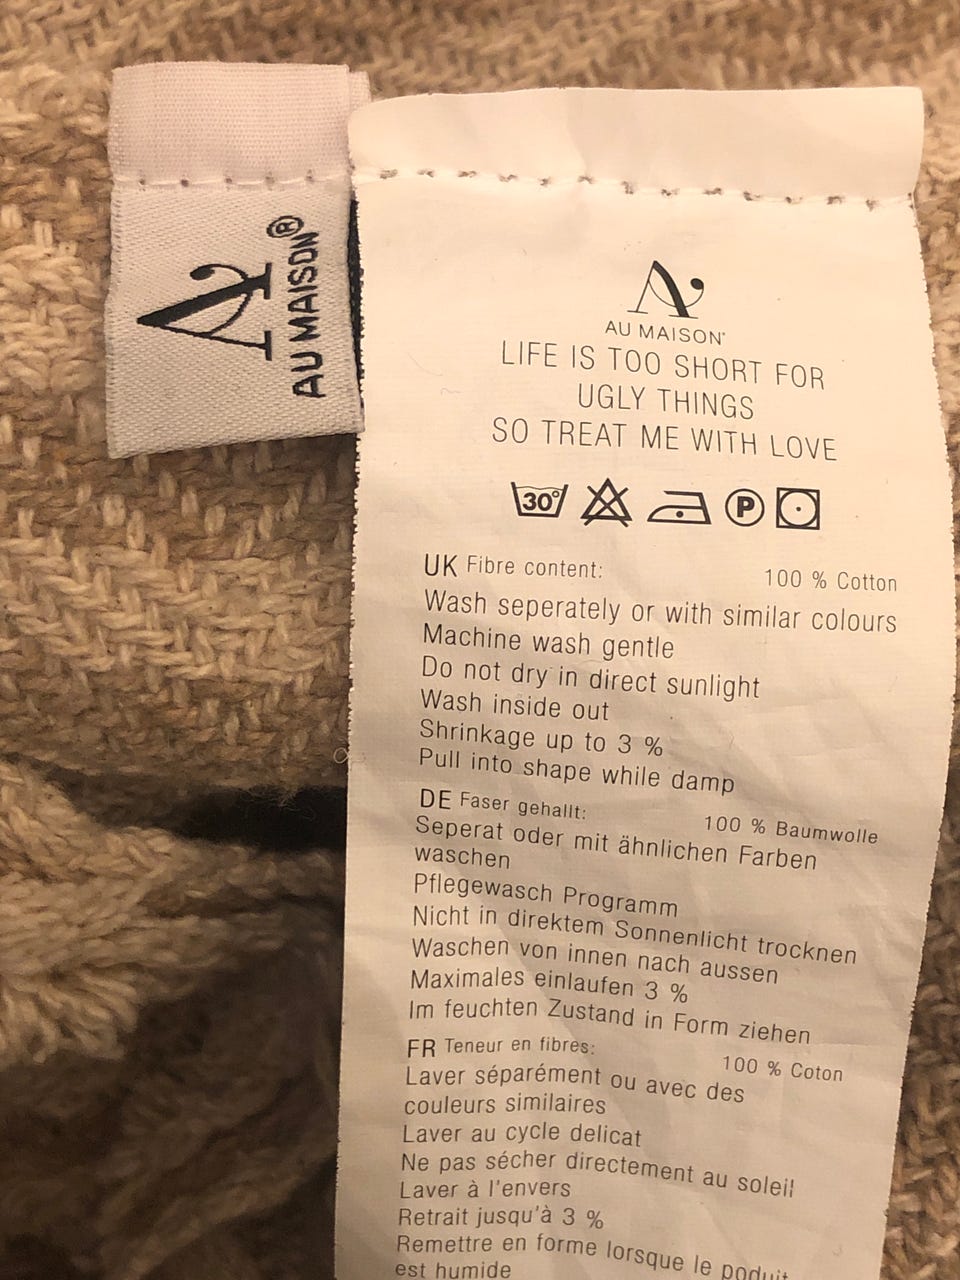 AU MAISON®
AU MAISON®
LIFE IS TOO SHORT FOR
UGLY THINGS
SO TREAT ME WITH LOVE
30°
P
UK Fibre content: 100 % Cotton
Wash seperately or with similar colours
Machine wash gentle
Do not dry in direct sunlight
Wash inside out
Shrinkage up to 3 %
Pull into shape while damp
DE Faser gehallt: 100 % Baumwolle
Seperat oder mit ähnlichen Farben
waschen
Pflegewasch Programm
Nicht in direktem Sonnenlicht trocknen
Waschen von innen nach aussen
Maximales einlaufen 3 %
Im feuchten Zustand in Form ziehen
FR Teneur en fibres: 100 % Coton
Laver séparément ou avec des
couleurs similaires
Laver au cycle delicat
Ne pas sécher directement au soleil
Laver à l'envers
Retrait jusqu'à 3 %
Remettre en forme lorsque le poduit
est humide